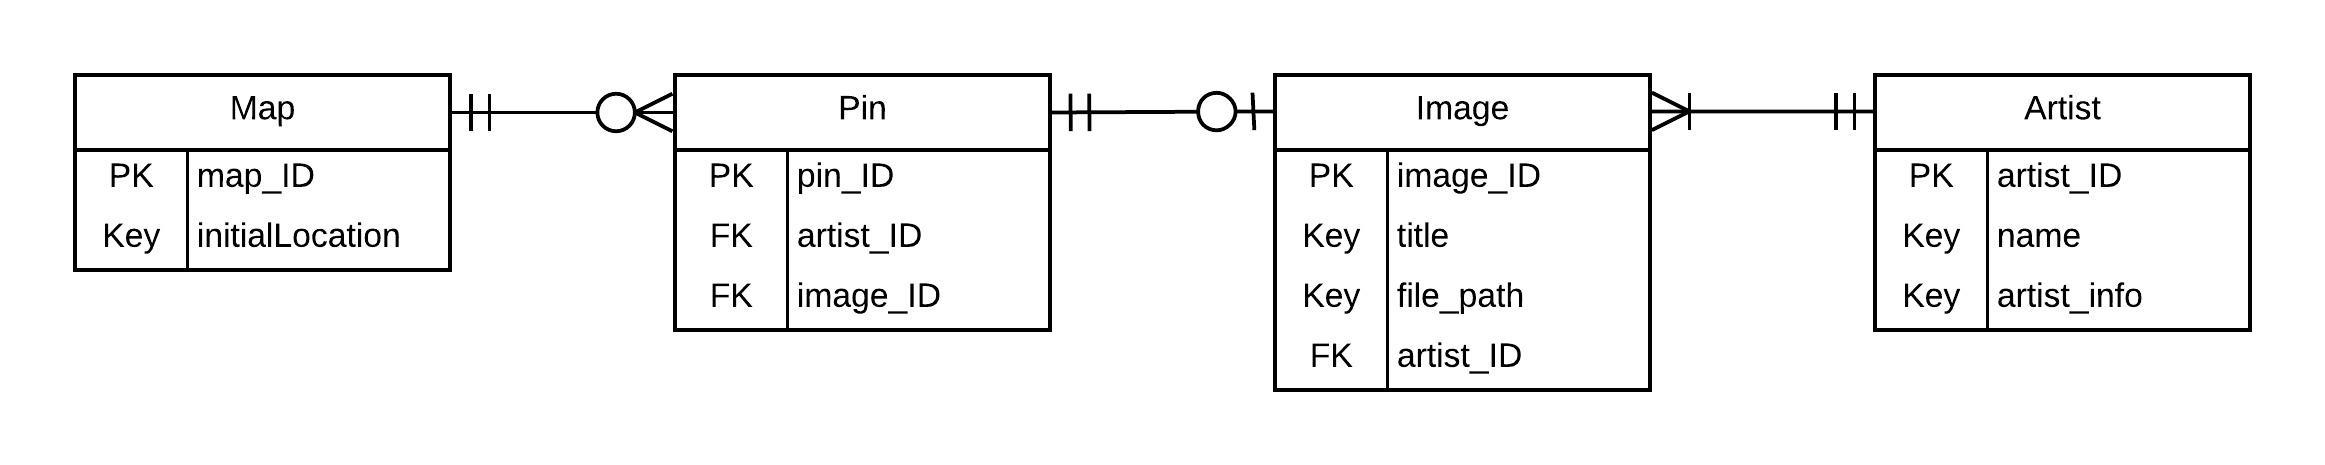 Map
PK map_ID
Key initialLocation
Pin
PK pin_ID
FK artist_ID
FK image_ID
Image
PK image_ID
Key title
Key file_path
FK artist_ID
Artist
PK artist_ID
Key name
Key artist_info